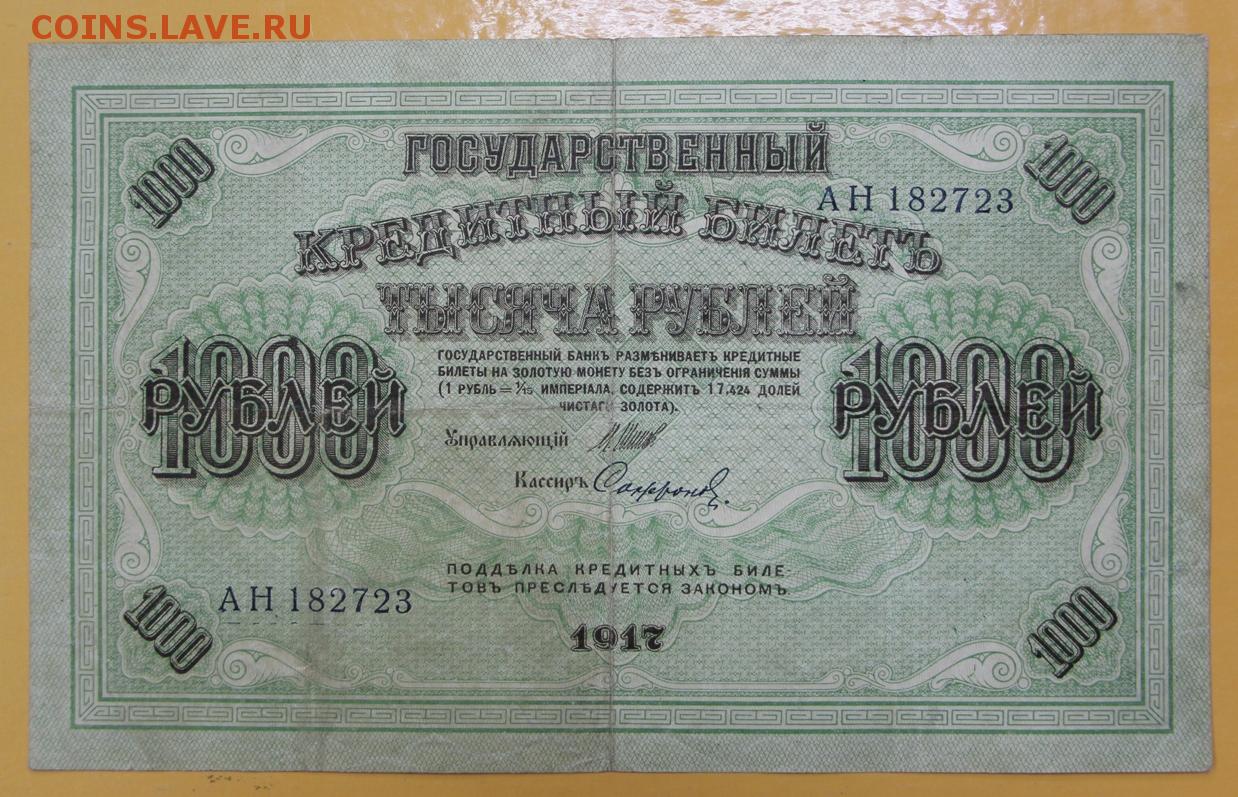 COINS.LAVE.RU
1000
1000
ГОСУДАРСТВЕННЫЙ
АН 182723
КРЕДИТНЫЙ БИЛЕТЪ
ТЫСЯЧА РУБЛЕЙ
1000
РУБЛЕЙ
1000
РУБЛЕЙ
ГОСУДАРСТВЕННЫЙ БАНКЪ РАЗМѢНИВАЕТЪ КРЕДИТНЫЕ
БИЛЕТЫ НА ЗОЛОТУЮ МОНЕТУ БЕЗЪ ОГРАНИЧЕНІЯ СУММЫ
(1 РУБЛЬ = 1/15 ИМПЕРІАЛА, СОДЕРЖИТЪ 17,424 ДОЛЕЙ
ЧИСТАГО ЗОЛОТА).
Управляющій
Кассиръ Сафронов.
ПОДДѢЛКА КРЕДИТНЫХЪ БИЛЕ-
ТОВЪ ПРЕСЛѢДУЕТСЯ ЗАКОНОМЪ.
АН 182723
1000
1000
1917